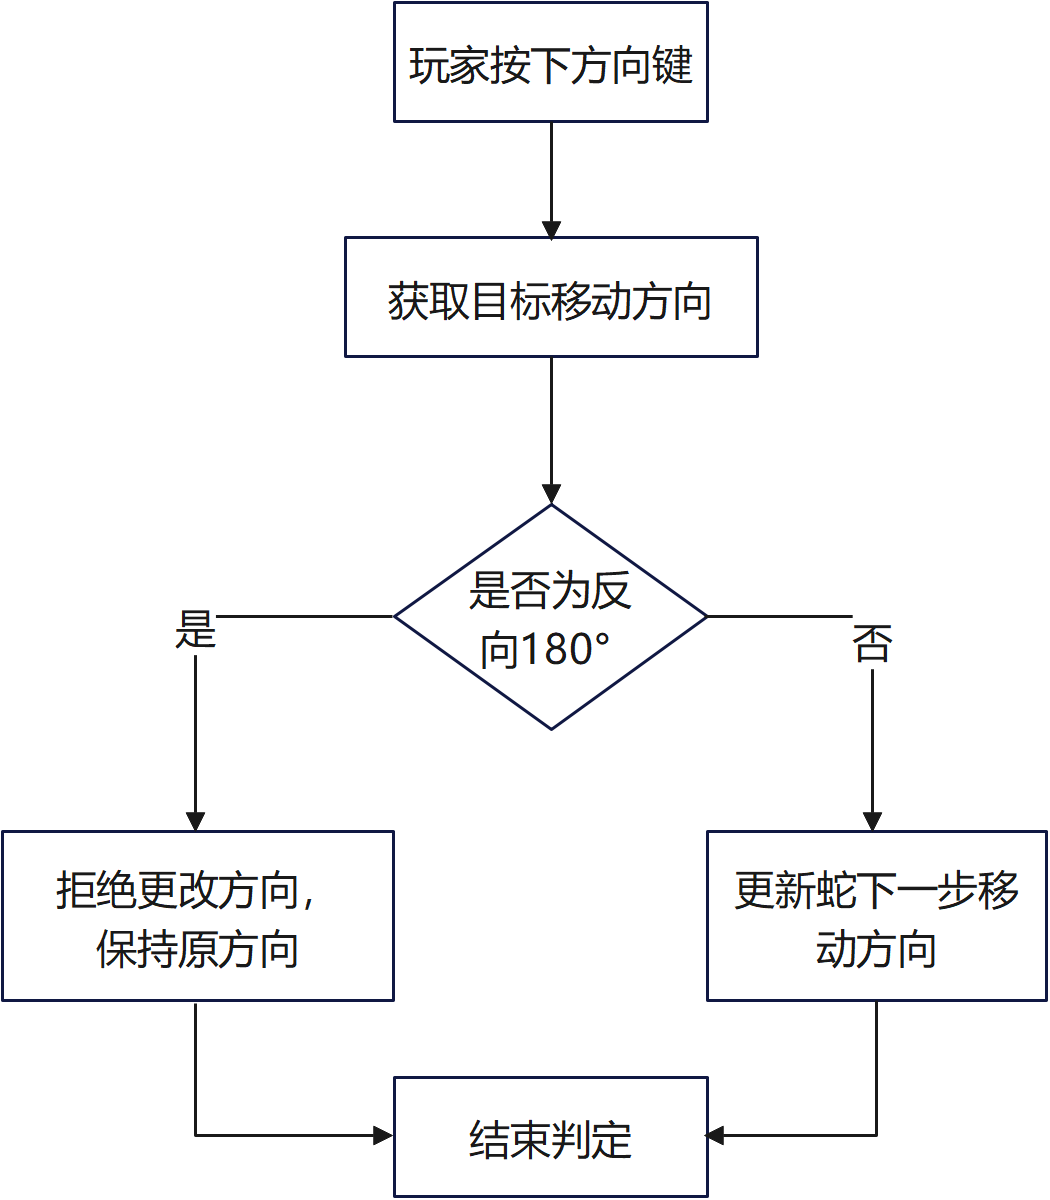 玩家按下方向键
获取目标移动方向
是否为反
向180°
是
否
拒绝更改方向,
保持原方向
更新蛇下一步移
动方向
结束判定